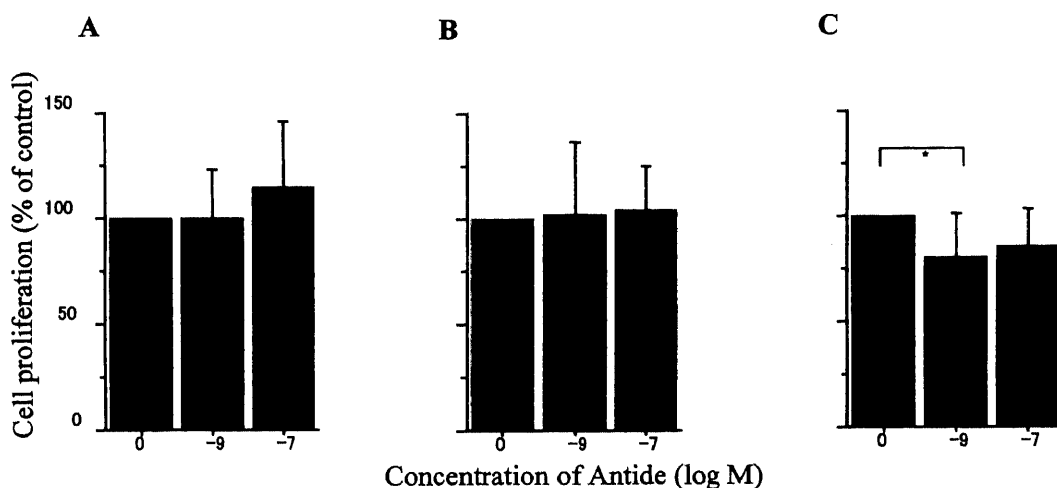 A B C
Cell proliferation (% of control)
150
100
50
0
*
0 -9 -7 0 -9 -7 0 -9 -7
Concentration of Antide (log M)